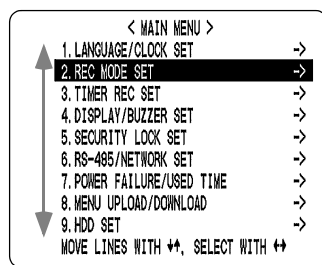 < MAIN MENU >
1. LANGUAGE/CLOCK SET ->
2. REC MODE SET ->
3. TIMER REC SET ->
4. DISPLAY/BUZZER SET ->
5. SECURITY LOCK SET ->
6. RS-485/NETWORK SET ->
7. POWER FAILURE/USED TIME ->
8. MENU UPLOAD/DOWNLOAD ->
9. HDD SET ->
MOVE LINES WITH ↓↑, SELECT WITH ↔